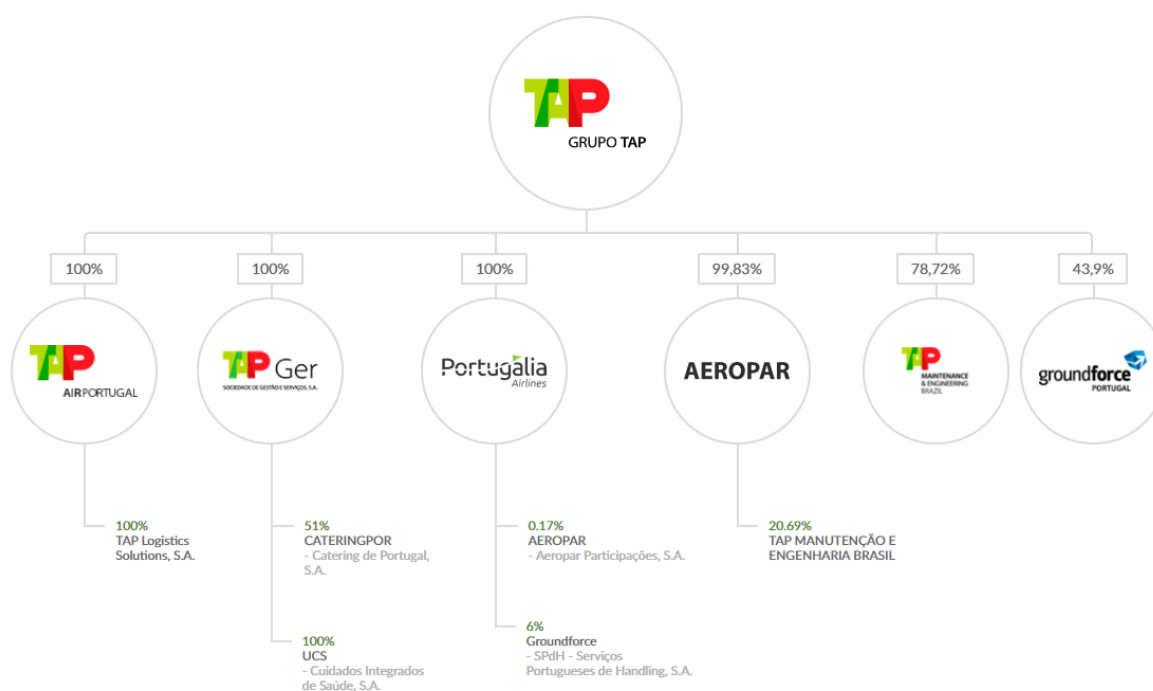 TAP
GRUPO TAP
100%
100%
100%
99,83%
78,72%
43,9%
TAP
AIRPORTUGAL
TAP Ger
SOCIEDADE DE GESTÃO E SERVIÇOS, S.A.
Portugália
Airlines
AEROPAR
TAP
MAINTENANCE
& ENGINEERING
BRAZIL
groundforce
PORTUGAL
100%
TAP Logistics
Solutions, S.A.
51%
CATERINGPOR
- Catering de Portugal,
S.A.
0.17%
AEROPAR
- Aeropar Participações, S.A.
20.69%
TAP MANUTENÇÃO E
ENGENHARIA BRASIL
100%
UCS
- Cuidados Integrados
de Saúde, S.A.
6%
Groundforce
- SPdH - Serviços
Portugueses de Handling, S.A.